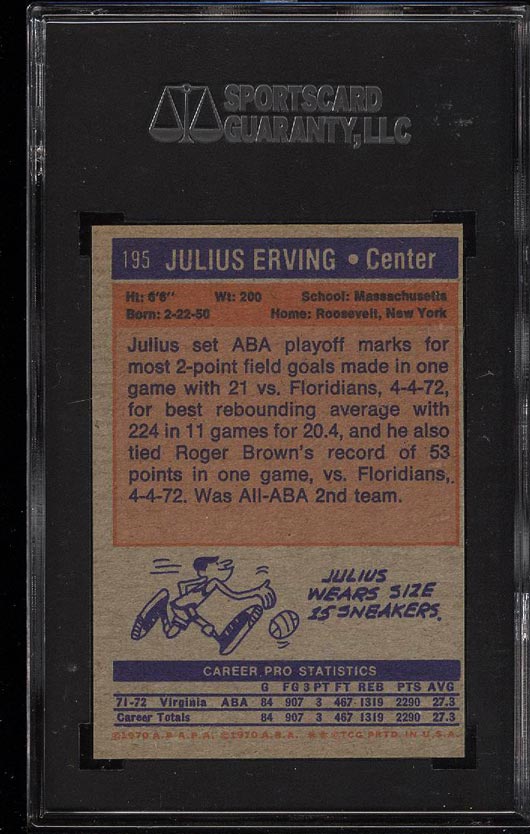 SPORTSCARD
GUARANTY, LLC
195 JULIUS ERVING • Center
Ht: 6'6" Wt: 200 School: Massachusetts
Born: 2-22-50 Home: Roosevelt, New York
Julius set ABA playoff marks for
most 2-point field goals made in one
game with 21 vs. Floridians, 4-4-72,
for best rebounding average with
224 in 11 games for 20.4, and he also
tied Roger Brown's record of 53
points in one game, vs. Floridians,
4-4-72. Was All-ABA 2nd team.
JULIUS
WEARS SIZE
15 SNEAKERS.
CAREER PRO STATISTICS
G FG 3PT FT REB PTS AVG
71-72 Virginia ABA 84 907 3 467 1319 2290 27.3
Career Totals 84 907 3 467 1319 2290 27.3
©1970 A.B.A.P.A. ©1970 A.B.A. ©T.C.G. PRTD. IN U.S.A.